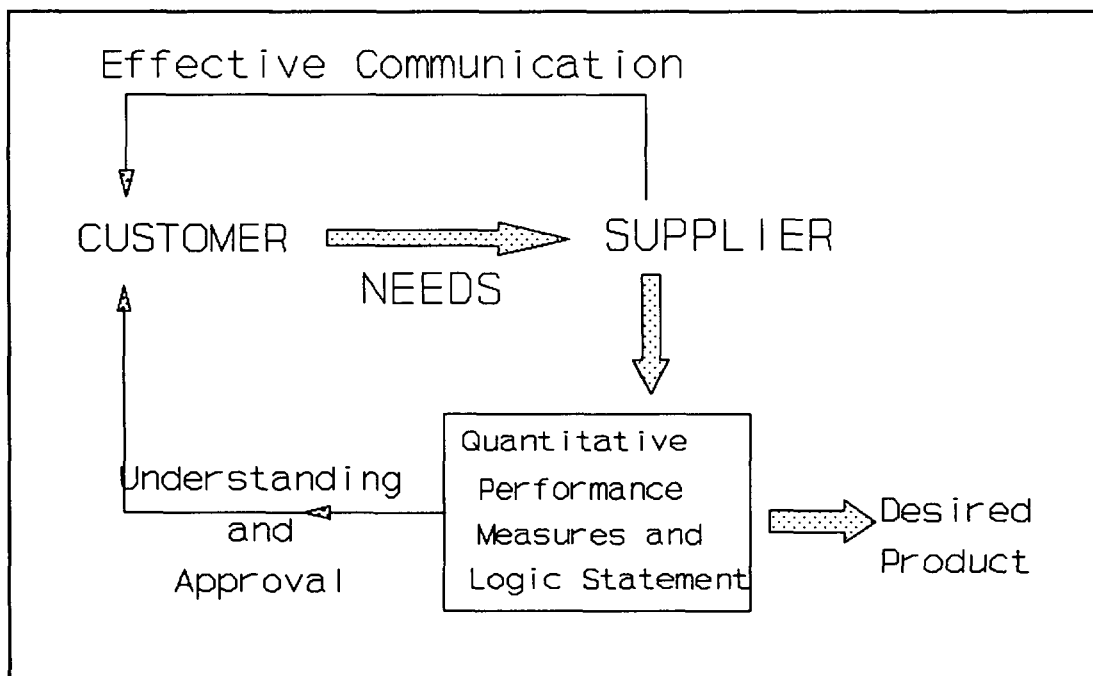 Effective Communication
CUSTOMER
SUPPLIER
NEEDS
Quantitative
Performance
Measures and
Logic Statement
Understanding
and
Approval
Desired
Product